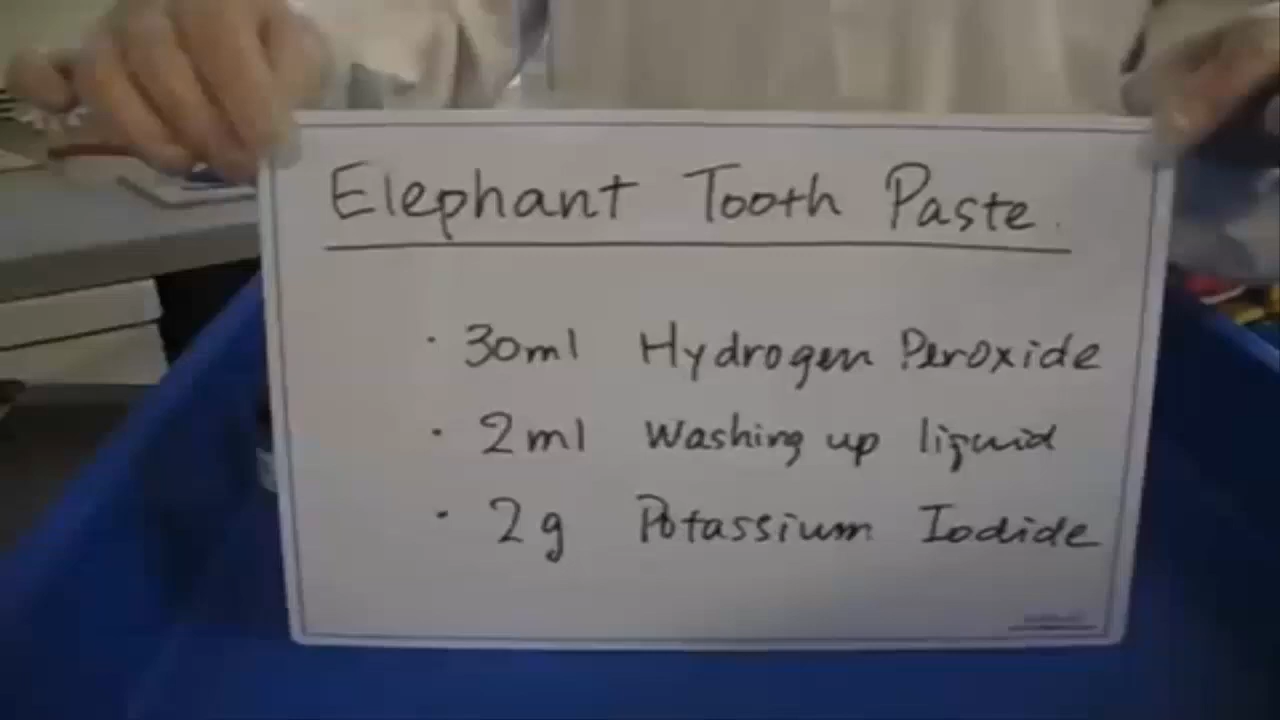 Elephant Tooth Paste.
· 30ml Hydrogen Peroxide
· 2ml Washing up liquid
· 2g Potassium Iodide